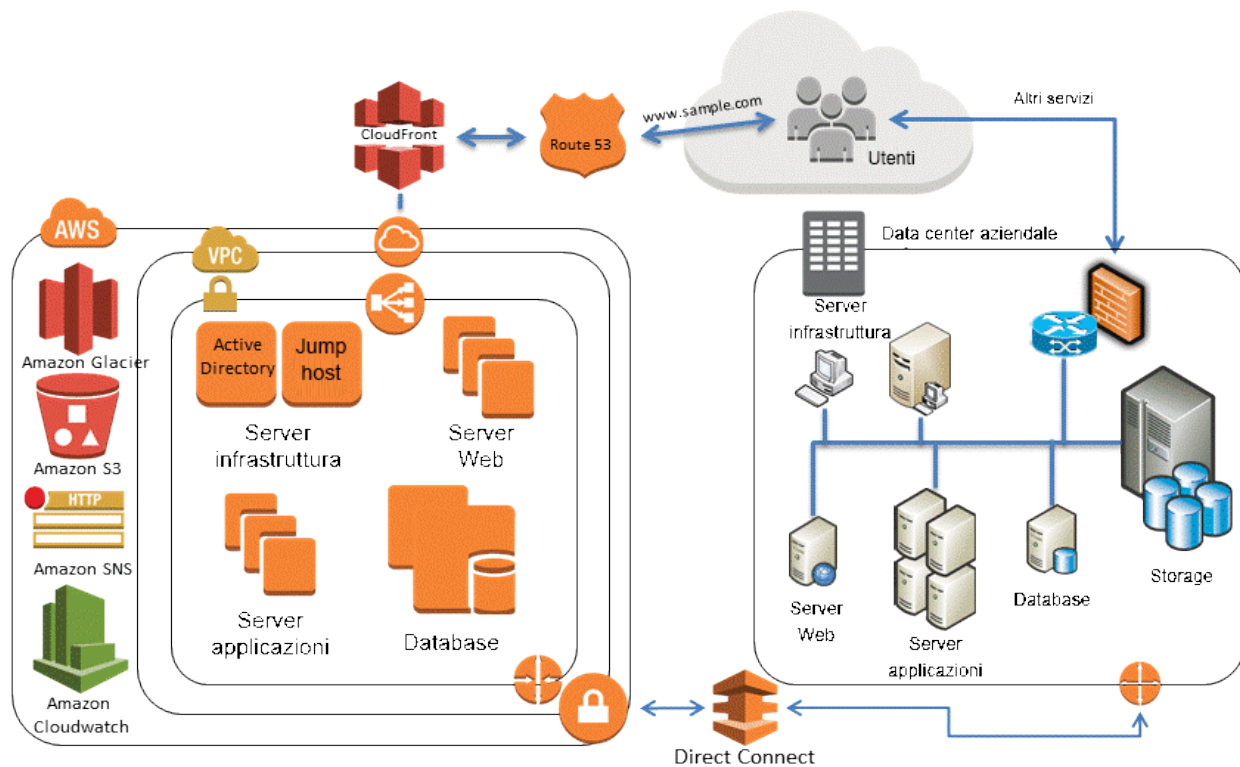 www.sample.com
Altri servizi
CloudFront
Route 53
Utenti
AWS
VPC
Data center aziendale
Server
infrastruttura
Amazon Glacier
Active
Directory
Jump
host
Server
infrastruttura
Server
Web
Amazon S3
HTTP
Amazon SNS
Server
applicazioni
Database
Amazon
Cloudwatch
Server
Web
Server
applicazioni
Database
Storage
Direct Connect